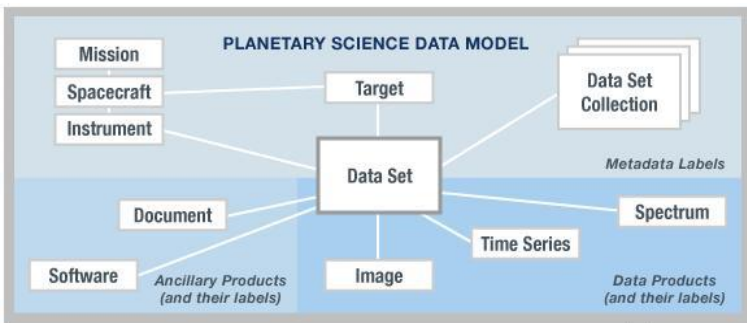 PLANETARY SCIENCE DATA MODEL
Mission
Spacecraft
Instrument
Target
Data Set
Collection
Metadata Labels
Data Set
Document
Software
Ancillary Products
(and their labels)
Image
Time Series
Spectrum
Data Products
(and their labels)